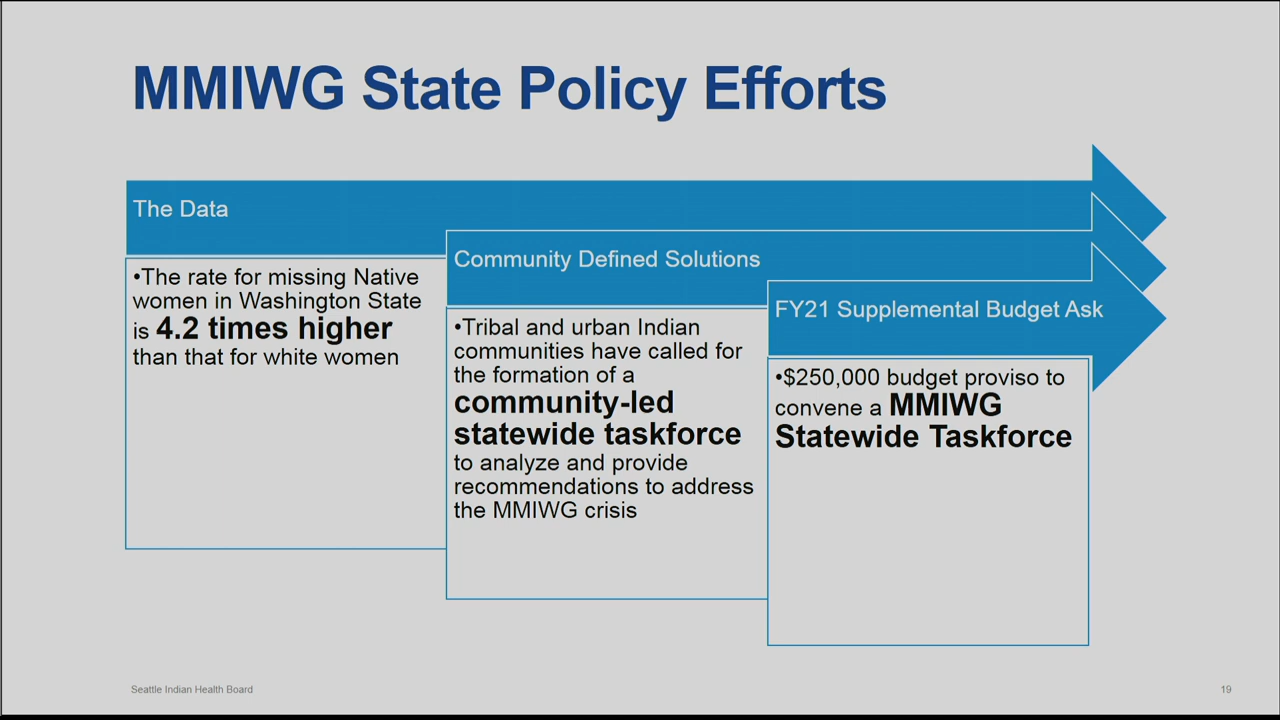 MMIWG State Policy Efforts
The Data
•The rate for missing Native
women in Washington State
is 4.2 times higher
than that for white women
Community Defined Solutions
•Tribal and urban Indian
communities have called for
the formation of a
community-led
statewide taskforce
to analyze and provide
recommendations to address
the MMIWG crisis
FY21 Supplemental Budget Ask
•$250,000 budget proviso to
convene a MMIWG
Statewide Taskforce
Seattle Indian Health Board
19